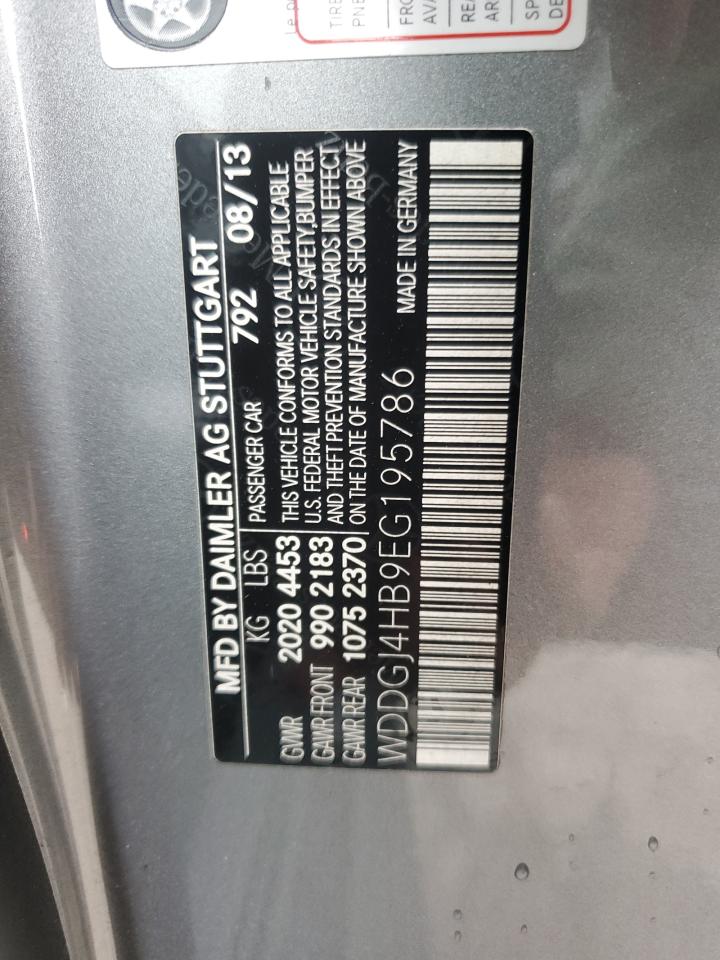 MFD BY DAIMLER AG STUTTGART
KG LBS PASSENGER CAR 792 08/13
GVWR 2020 4453 THIS VEHICLE CONFORMS TO ALL APPLICABLE
GAWR FRONT 990 2183 U.S. FEDERAL MOTOR VEHICLE SAFETY,BUMPER
GAWR REAR 1075 2370 AND THEFT PREVENTION STANDARDS IN EFFECT
ON THE DATE OF MANUFACTURE SHOWN ABOVE
WDDGJ4HB9EG195786 MADE IN GERMANY